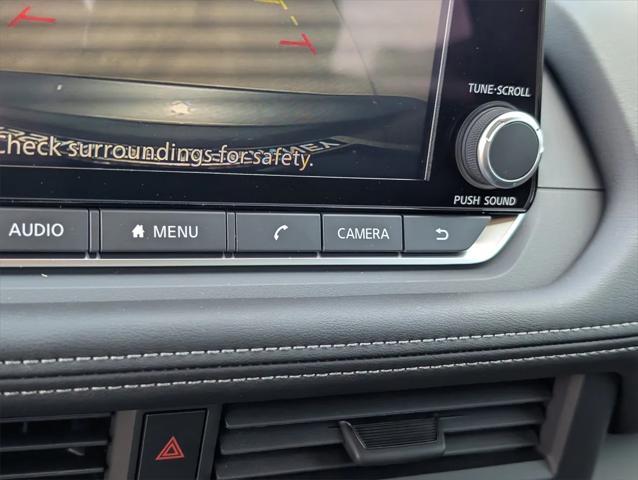 TUNE·SCROLL
Check surroundings for safety.
PUSH SOUND
AUDIO
MENU
CAMERA